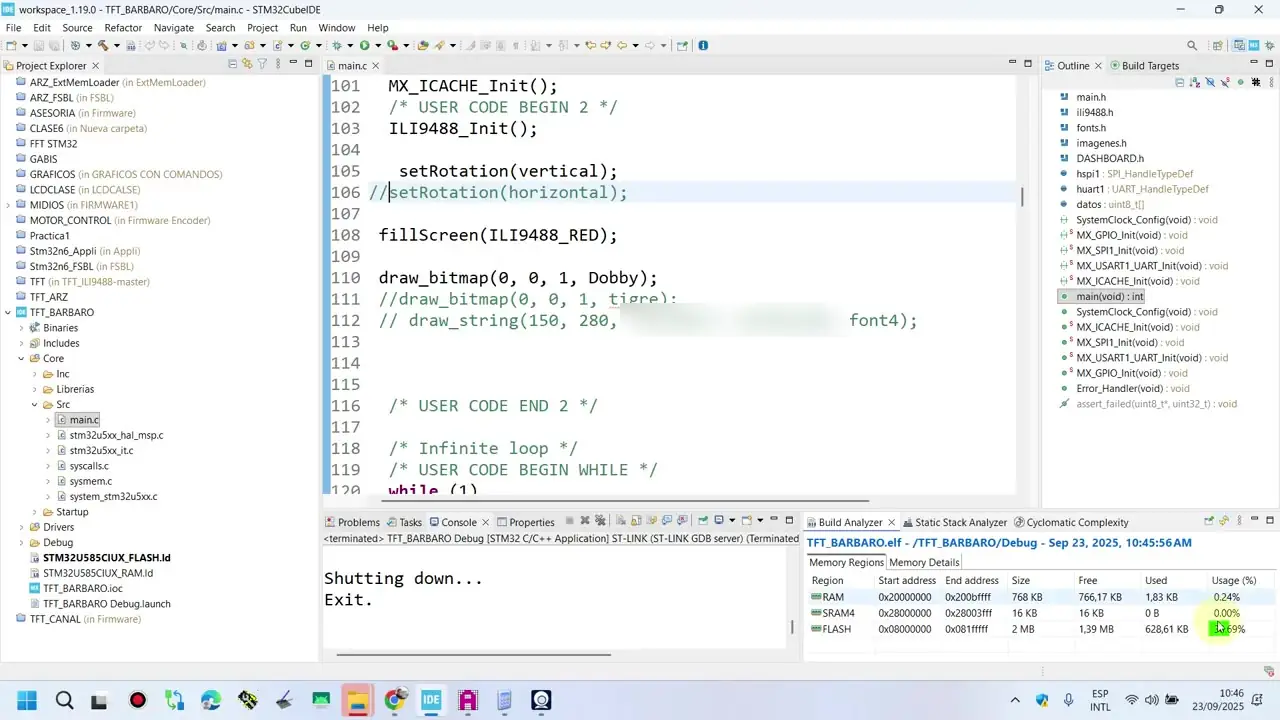 workspace_1.19.0 - TFT_BARBARO/Core/Src/main.c - STM32CubeIDE
File Edit Source Refactor Navigate Search Project Run Window Help
Project Explorer
ARZ_ExtMemLoader (in ExtMemLoader)
ARZ_FSBL (in FSBL)
ASESORIA (in Firmware)
CLASE6 (in Nueva carpeta)
FFT STM32
GABIS
GRAFICOS (in GRAFICOS CON COMANDOS)
LCDCLASE (in LCDCALSE)
MIDIOS (in FIRMWARE1)
MOTOR_CONTROL (in Firmware Encoder)
Practica1
Stm32n6_Appli (in Appli)
Stm32n6_FSBL (in FSBL)
TFT (in TFT_ILI9488-master)
TFT_ARZ
TFT_BARBARO
Binaries
Includes
Core
Inc
Librerias
Src
main.c
stm32u5xx_hal_msp.c
stm32u5xx_it.c
syscalls.c
sysmem.c
system_stm32u5xx.c
Startup
Drivers
Debug
STM32U585CIUX_FLASH.ld
STM32U585CIUX_RAM.ld
TFT_BARBARO.ioc
TFT_BARBARO Debug.launch
TFT_CANAL (in Firmware)
main.c
101 MX_ICACHE_Init();
102 /* USER CODE BEGIN 2 */
103 ILI9488_Init();
104
105 setRotation(vertical);
106 //setRotation(horizontal);
107
108 fillScreen(ILI9488_RED);
109
110 draw_bitmap(0, 0, 1, Dobby);
111 //draw_bitmap(0, 0, 1, tigre);
112 // draw_string(150, 280, font4);
113
114
115
116 /* USER CODE END 2 */
117
118 /* Infinite loop */
119 /* USER CODE BEGIN WHILE */
120 while (1)
Outline Build Targets
main.h
ili9488.h
fonts.h
imagenes.h
DASHBOARD.h
hspi1 : SPI_HandleTypeDef
huart1 : UART_HandleTypeDef
datos : uint8_t[]
SystemClock_Config(void) : void
MX_GPIO_Init(void) : void
MX_SPI1_Init(void) : void
MX_USART1_UART_Init(void) : void
MX_ICACHE_Init(void) : void
main(void) : int
SystemClock_Config(void) : void
MX_ICACHE_Init(void) : void
MX_SPI1_Init(void) : void
MX_USART1_UART_Init(void) : void
MX_GPIO_Init(void) : void
Error_Handler(void) : void
assert_failed(uint8_t*, uint32_t) : void
Problems Tasks Console Properties
<terminated> TFT_BARBARO Debug [STM32 C/C++ Application] ST-LINK (ST-LINK GDB server) (Terminated
Shutting down...
Exit.
Build Analyzer Static Stack Analyzer Cyclomatic Complexity
TFT_BARBARO.elf - /TFT_BARBARO/Debug - Sep 23, 2025, 10:45:56 AM
Memory Regions Memory Details
Region Start address End address Size Free Used Usage (%)
RAM 0x20000000 0x200bffff 768 KB 766,17 KB 1,83 KB 0.24%
SRAM4 0x28000000 0x28003fff 16 KB 16 KB 0 B 0.00%
FLASH 0x08000000 0x081fffff 2 MB 1,39 MB 628,61 KB
IDE
ESP
INTL
10:46
23/09/2025